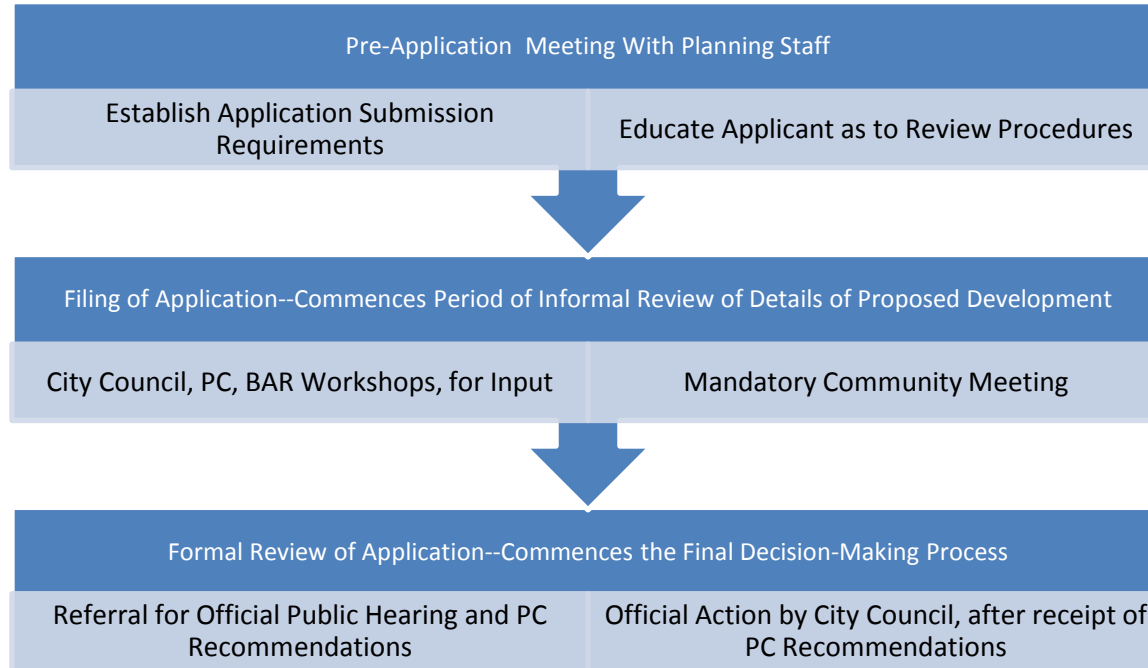 Pre-Application  Meeting With Planning Staff
Establish Application Submission
Requirements
Educate Applicant as to Review Procedures
Filing of Application--Commences Period of Informal Review of Details of Proposed Development
City Council, PC, BAR Workshops, for Input
Mandatory Community Meeting
Formal Review of Application--Commences the Final Decision-Making Process
Referral for Official Public Hearing and PC
Recommendations
Official Action by City Council, after receipt of
PC Recommendations